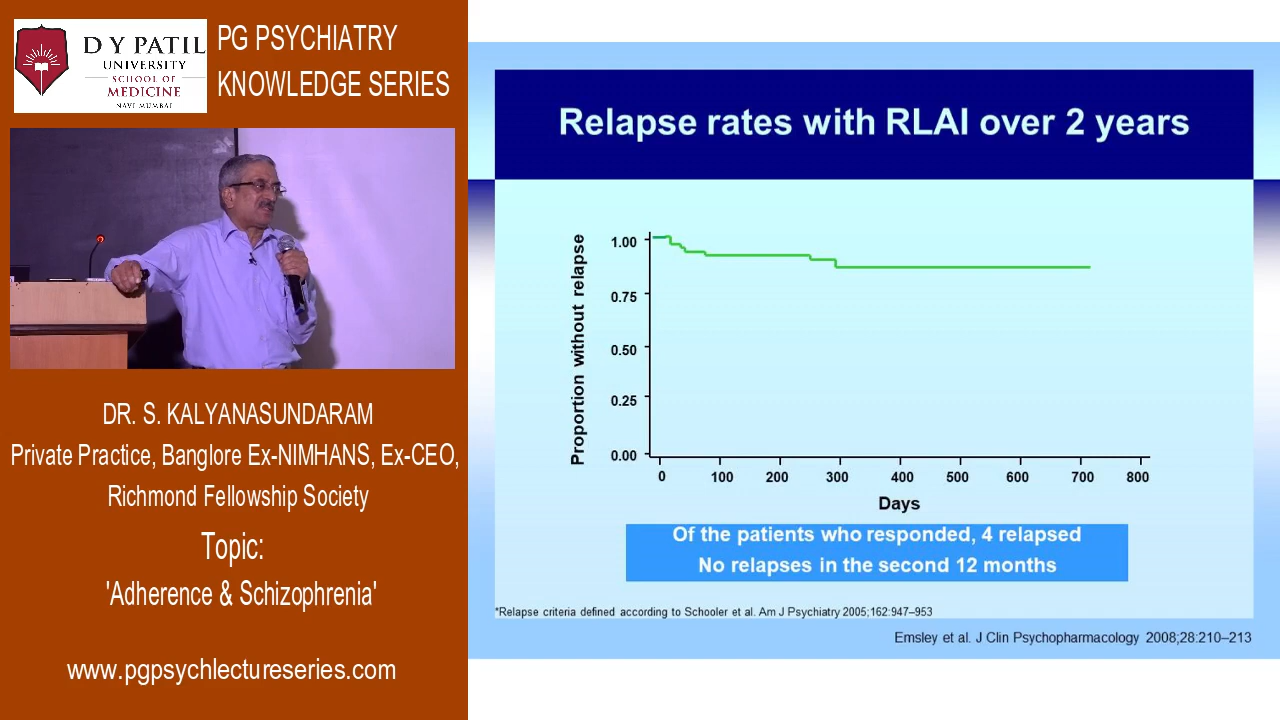 D Y PATIL
UNIVERSITY
SCHOOL OF
MEDICINE
NAVI MUMBAI
PG PSYCHIATRY
KNOWLEDGE SERIES
DR. S. KALYANASUNDARAM
Private Practice, Banglore Ex-NIMHANS, Ex-CEO,
Richmond Fellowship Society
Topic:
'Adherence & Schizophrenia'
www.pgpsychlectureseries.com
Relapse rates with RLAI over 2 years
Proportion without relapse
1.00
0.75
0.50
0.25
0.00
0 100 200 300 400 500 600 700 800
Days
Of the patients who responded, 4 relapsed
No relapses in the second 12 months
*Relapse criteria defined according to Schooler et al. Am J Psychiatry 2005;162:947–953
Emsley et al. J Clin Psychopharmacology 2008;28:210–213